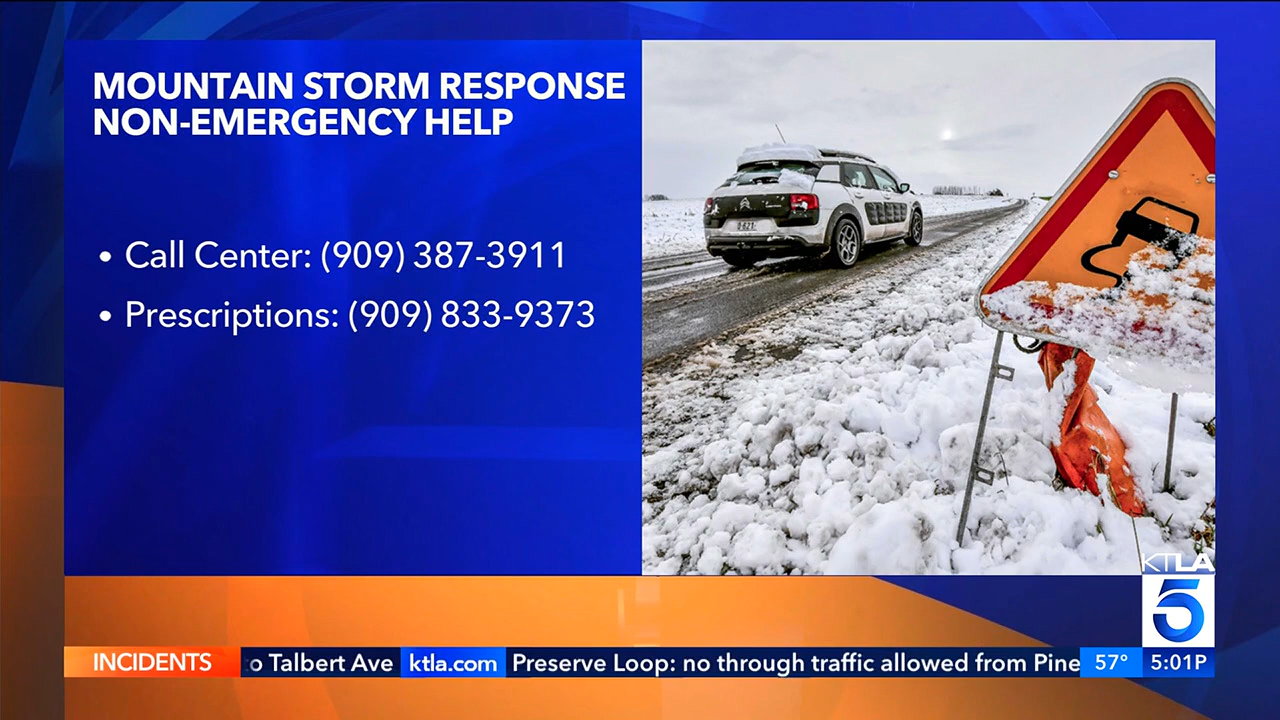 MOUNTAIN STORM RESPONSE
NON-EMERGENCY HELP
• Call Center: (909) 387-3911
• Prescriptions: (909) 833-9373
KTLA
5
INCIDENTS
o Talbert Ave
ktla.com
Preserve Loop: no through traffic allowed from Pine
57°
5:01P